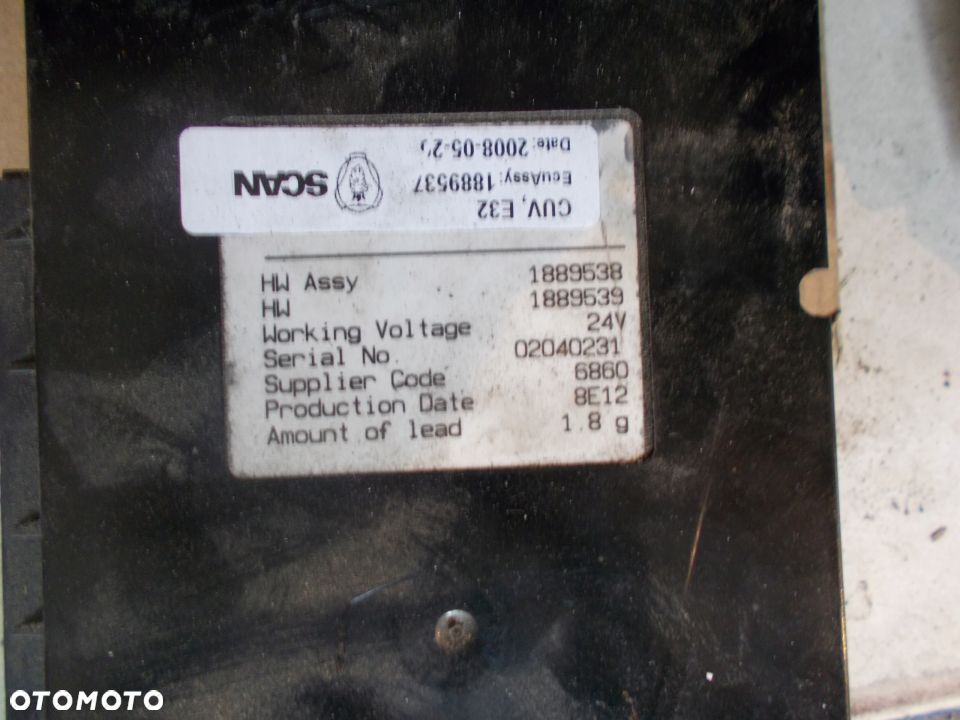 CUV, E32
EcuAssy: 1889537
Date: 2008-05-2
SCAN
HW Assy 1889538
HW 1889539
Working Voltage 24V
Serial No 02040231
Supplier Code 6860
Production Date 8E12
Amount of lead 1.8 g
OTOMOTO